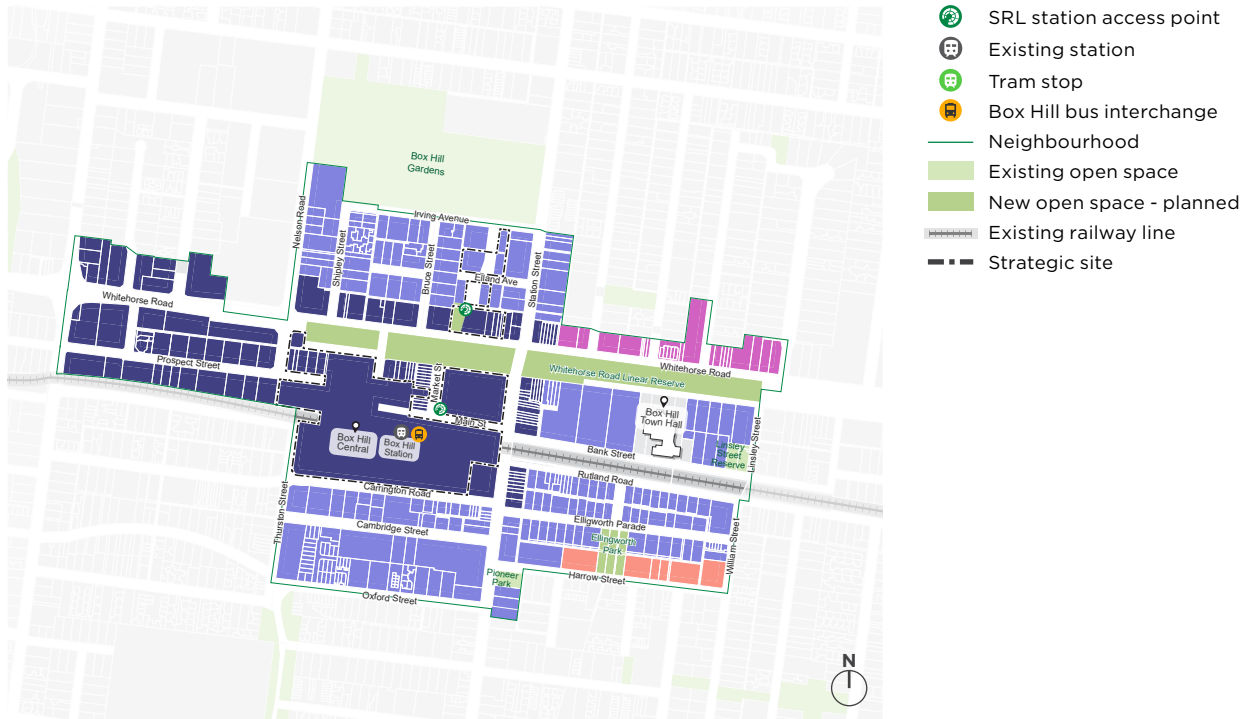 SRL station access point
Existing station
Tram stop
Box Hill bus interchange
Neighbourhood
Existing open space
New open space - planned
Existing railway line
Strategic site
Box Hill
Gardens
Irving Avenue
Nelson Road
Shipley Street
Bruce Street
Elland Ave
Station Street
Whitehorse Road
Prospect Street
Market St
Whitehorse Road
Whitehorse Road Linear Reserve
Main St
Box Hill
Town Hall
Box Hill
Central
Box Hill
Station
Bank Street
Linsley
Street
Reserve
Linsley Street
Rutland Road
Carrington Road
Thurston Street
Cambridge Street
Elligworth Parade
Ellingworth
Park
William Street
Pioneer
Park
Harrow Street
Oxford Street
N